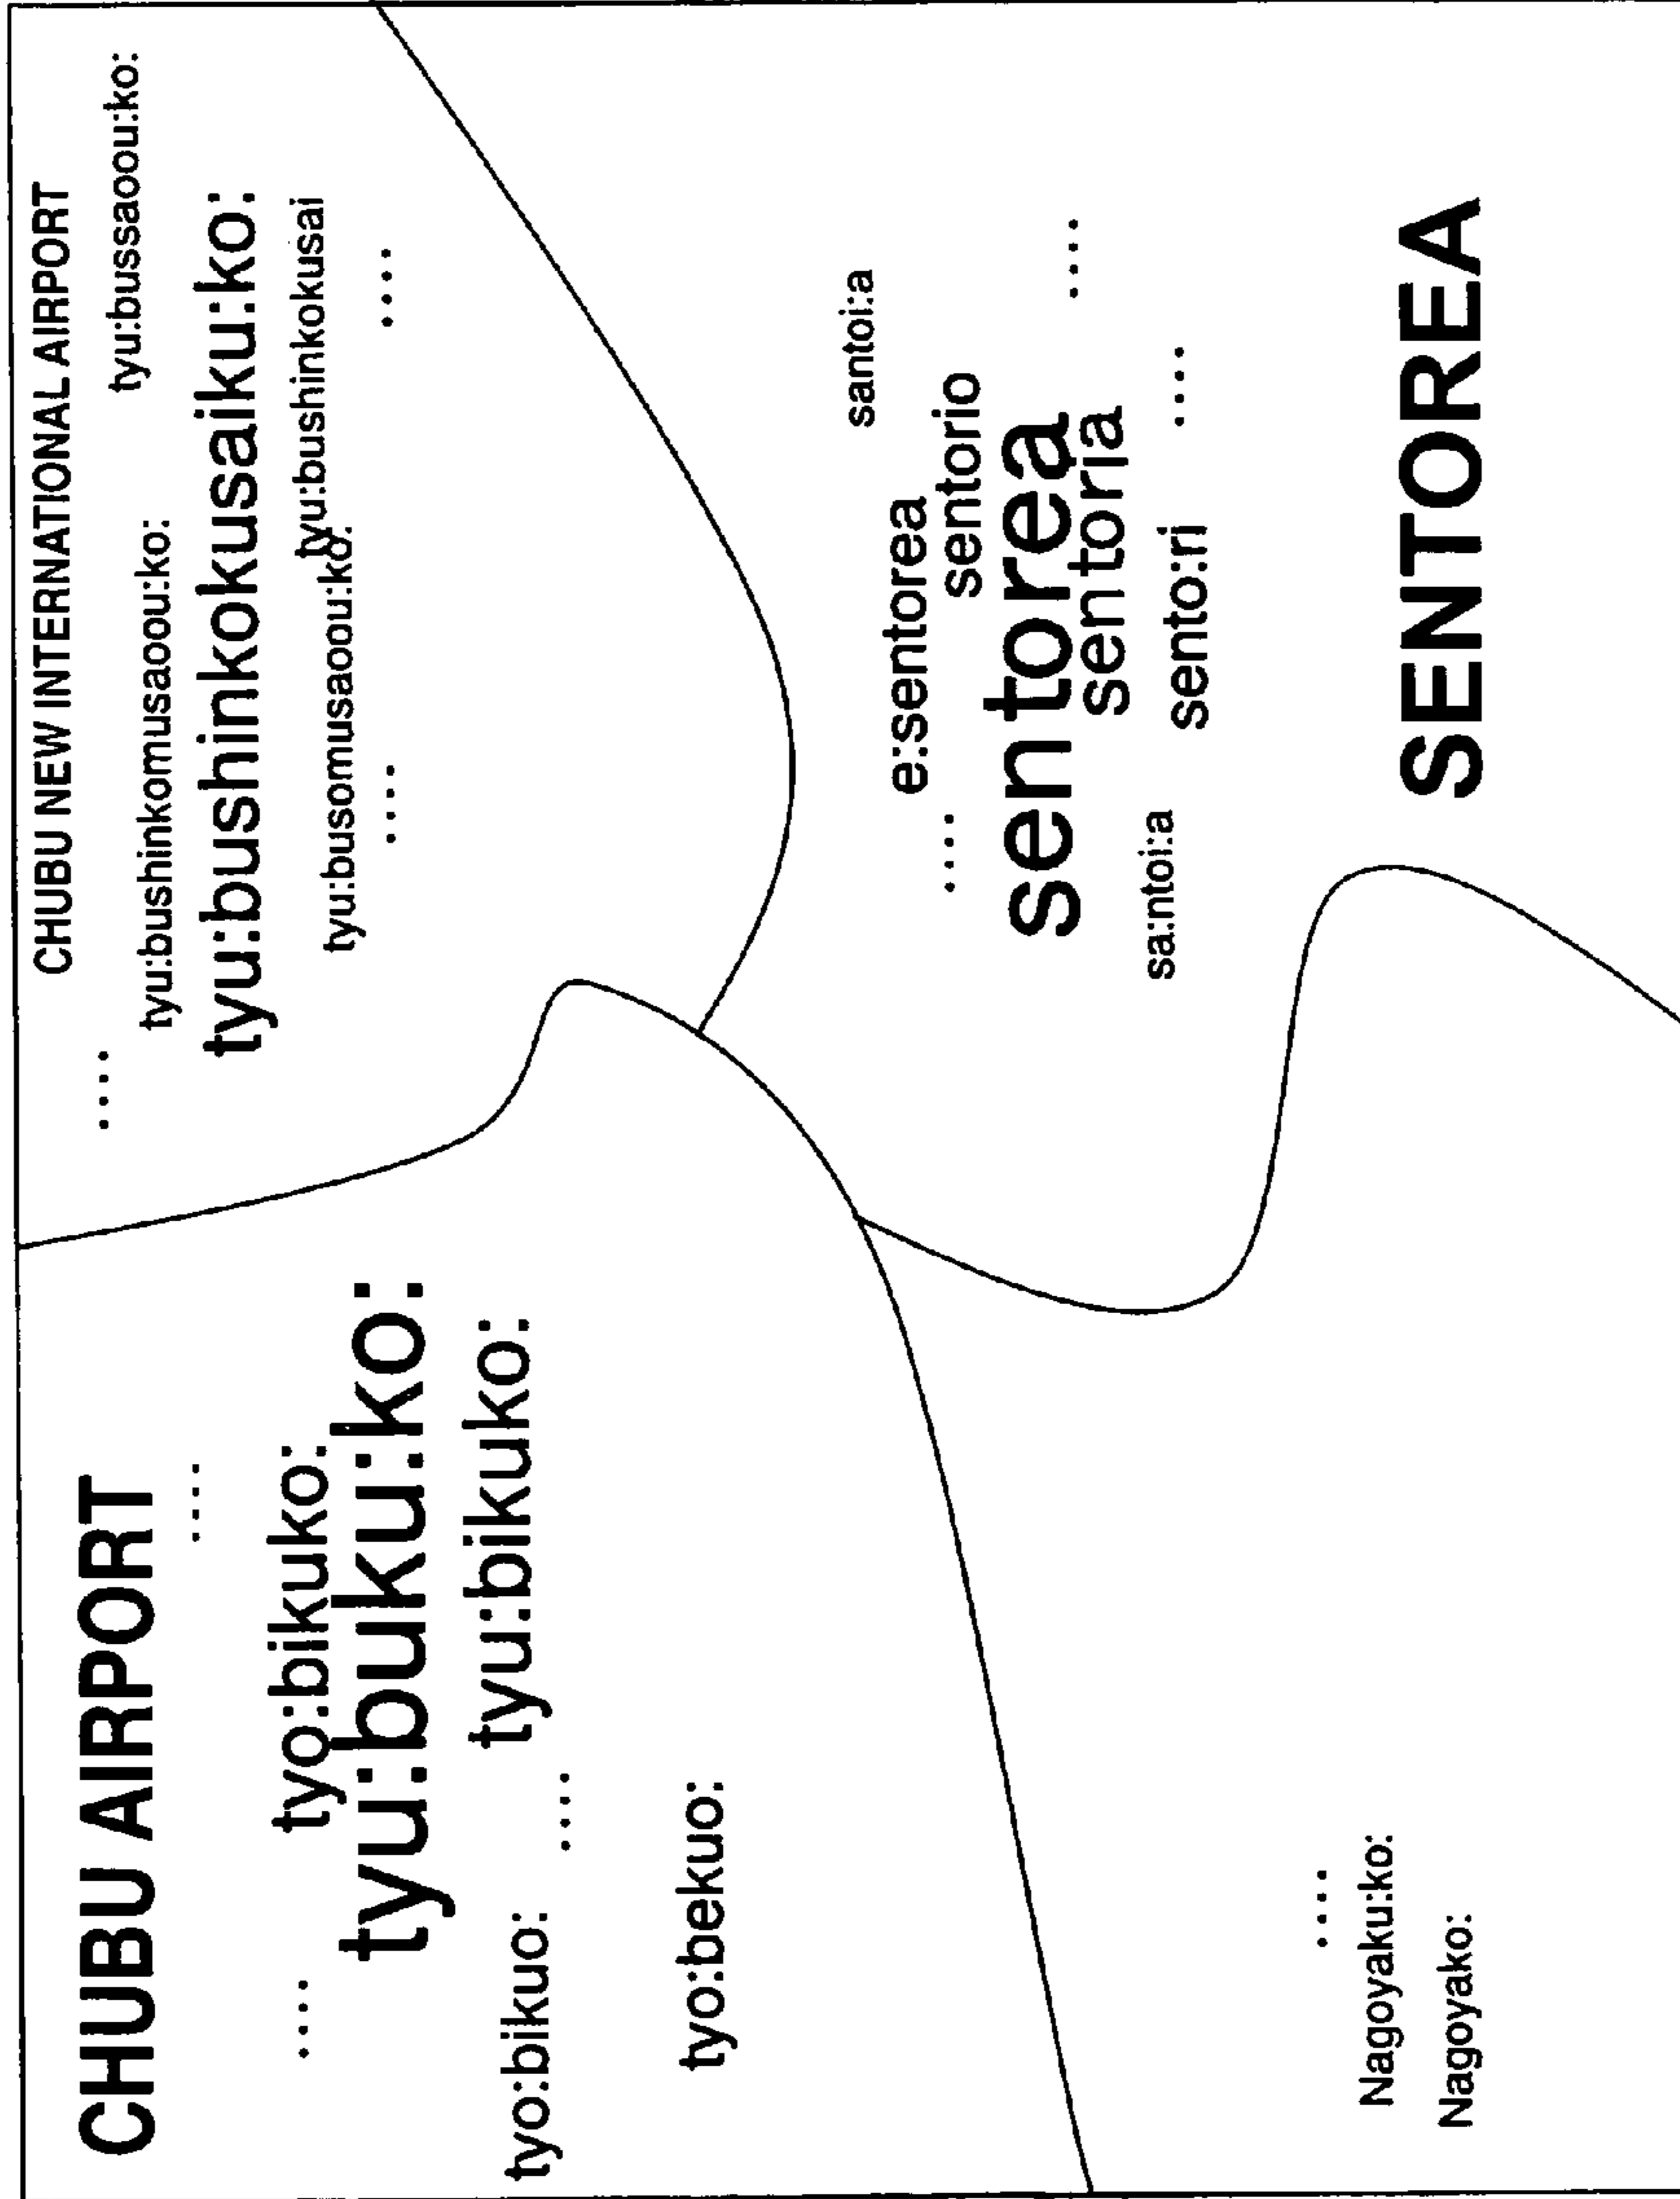 CHUBU AIRPORT
....
....
tyo:bikuko:
tyu:buku:ko:
tyu:bikuko:
tyo:bikuo:
....
tyo:bekuo:
CHUBU NEW INTERNATIONAL AIRPORT
....
tyu:bussaoou:ko:
tyu:bushinkomusaoou:ko:
tyu:bushinkokusaiku:ko:
tyu:bushinkokusai
tyu:busomusaoou:ko:
....
....
santoi:a
e:sentorea
....
sentorio
sentorea
....
sentoria
sa:ntoi:a
sento:ri
....
SENTOREA
....
Nagoyaku:ko:
Nagoyako: